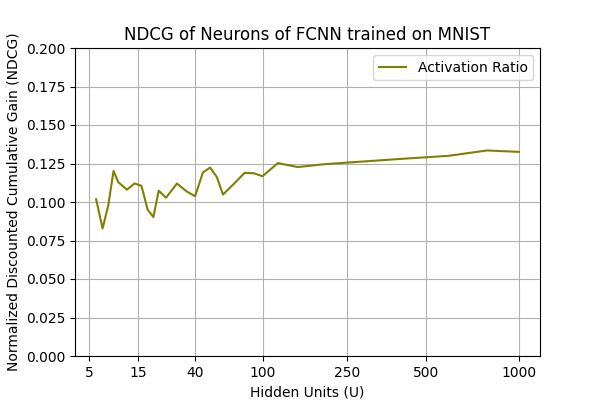 NDCG of Neurons of FCNN trained on MNIST
Normalized Discounted Cumulative Gain (NDCG)
0.200
0.175
0.150
0.125
0.100
0.075
0.050
0.025
0.000
Activation Ratio
5 15 40 100 250 500 1000
Hidden Units (U)